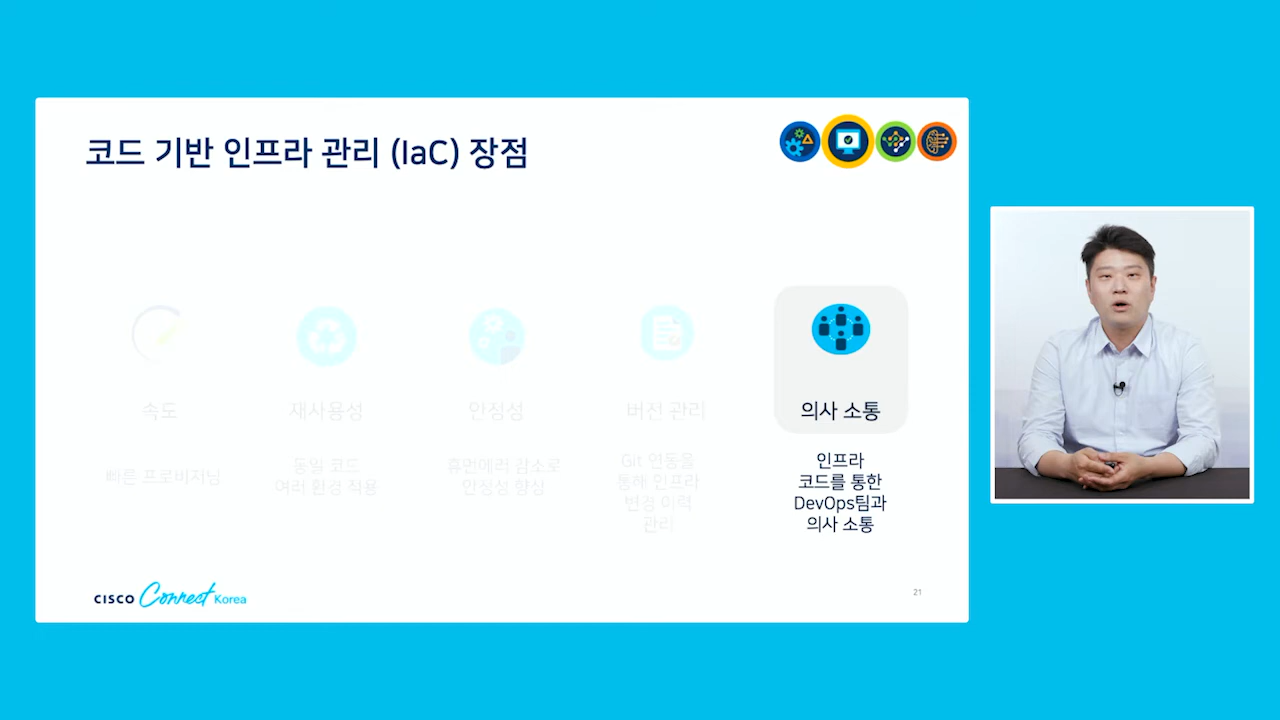 코드 기반 인프라 관리 (IaC) 장점
속도
재사용성
안정성
버전 관리
의사 소통
빠른 프로비저닝
동일 코드
여러 환경 적용
휴먼에러 감소로
안정성 향상
Git 연동을
통해 인프라
변경 이력
관리
인프라
코드를 통한
DevOps팀과
의사 소통
CISCO Connect Korea
21